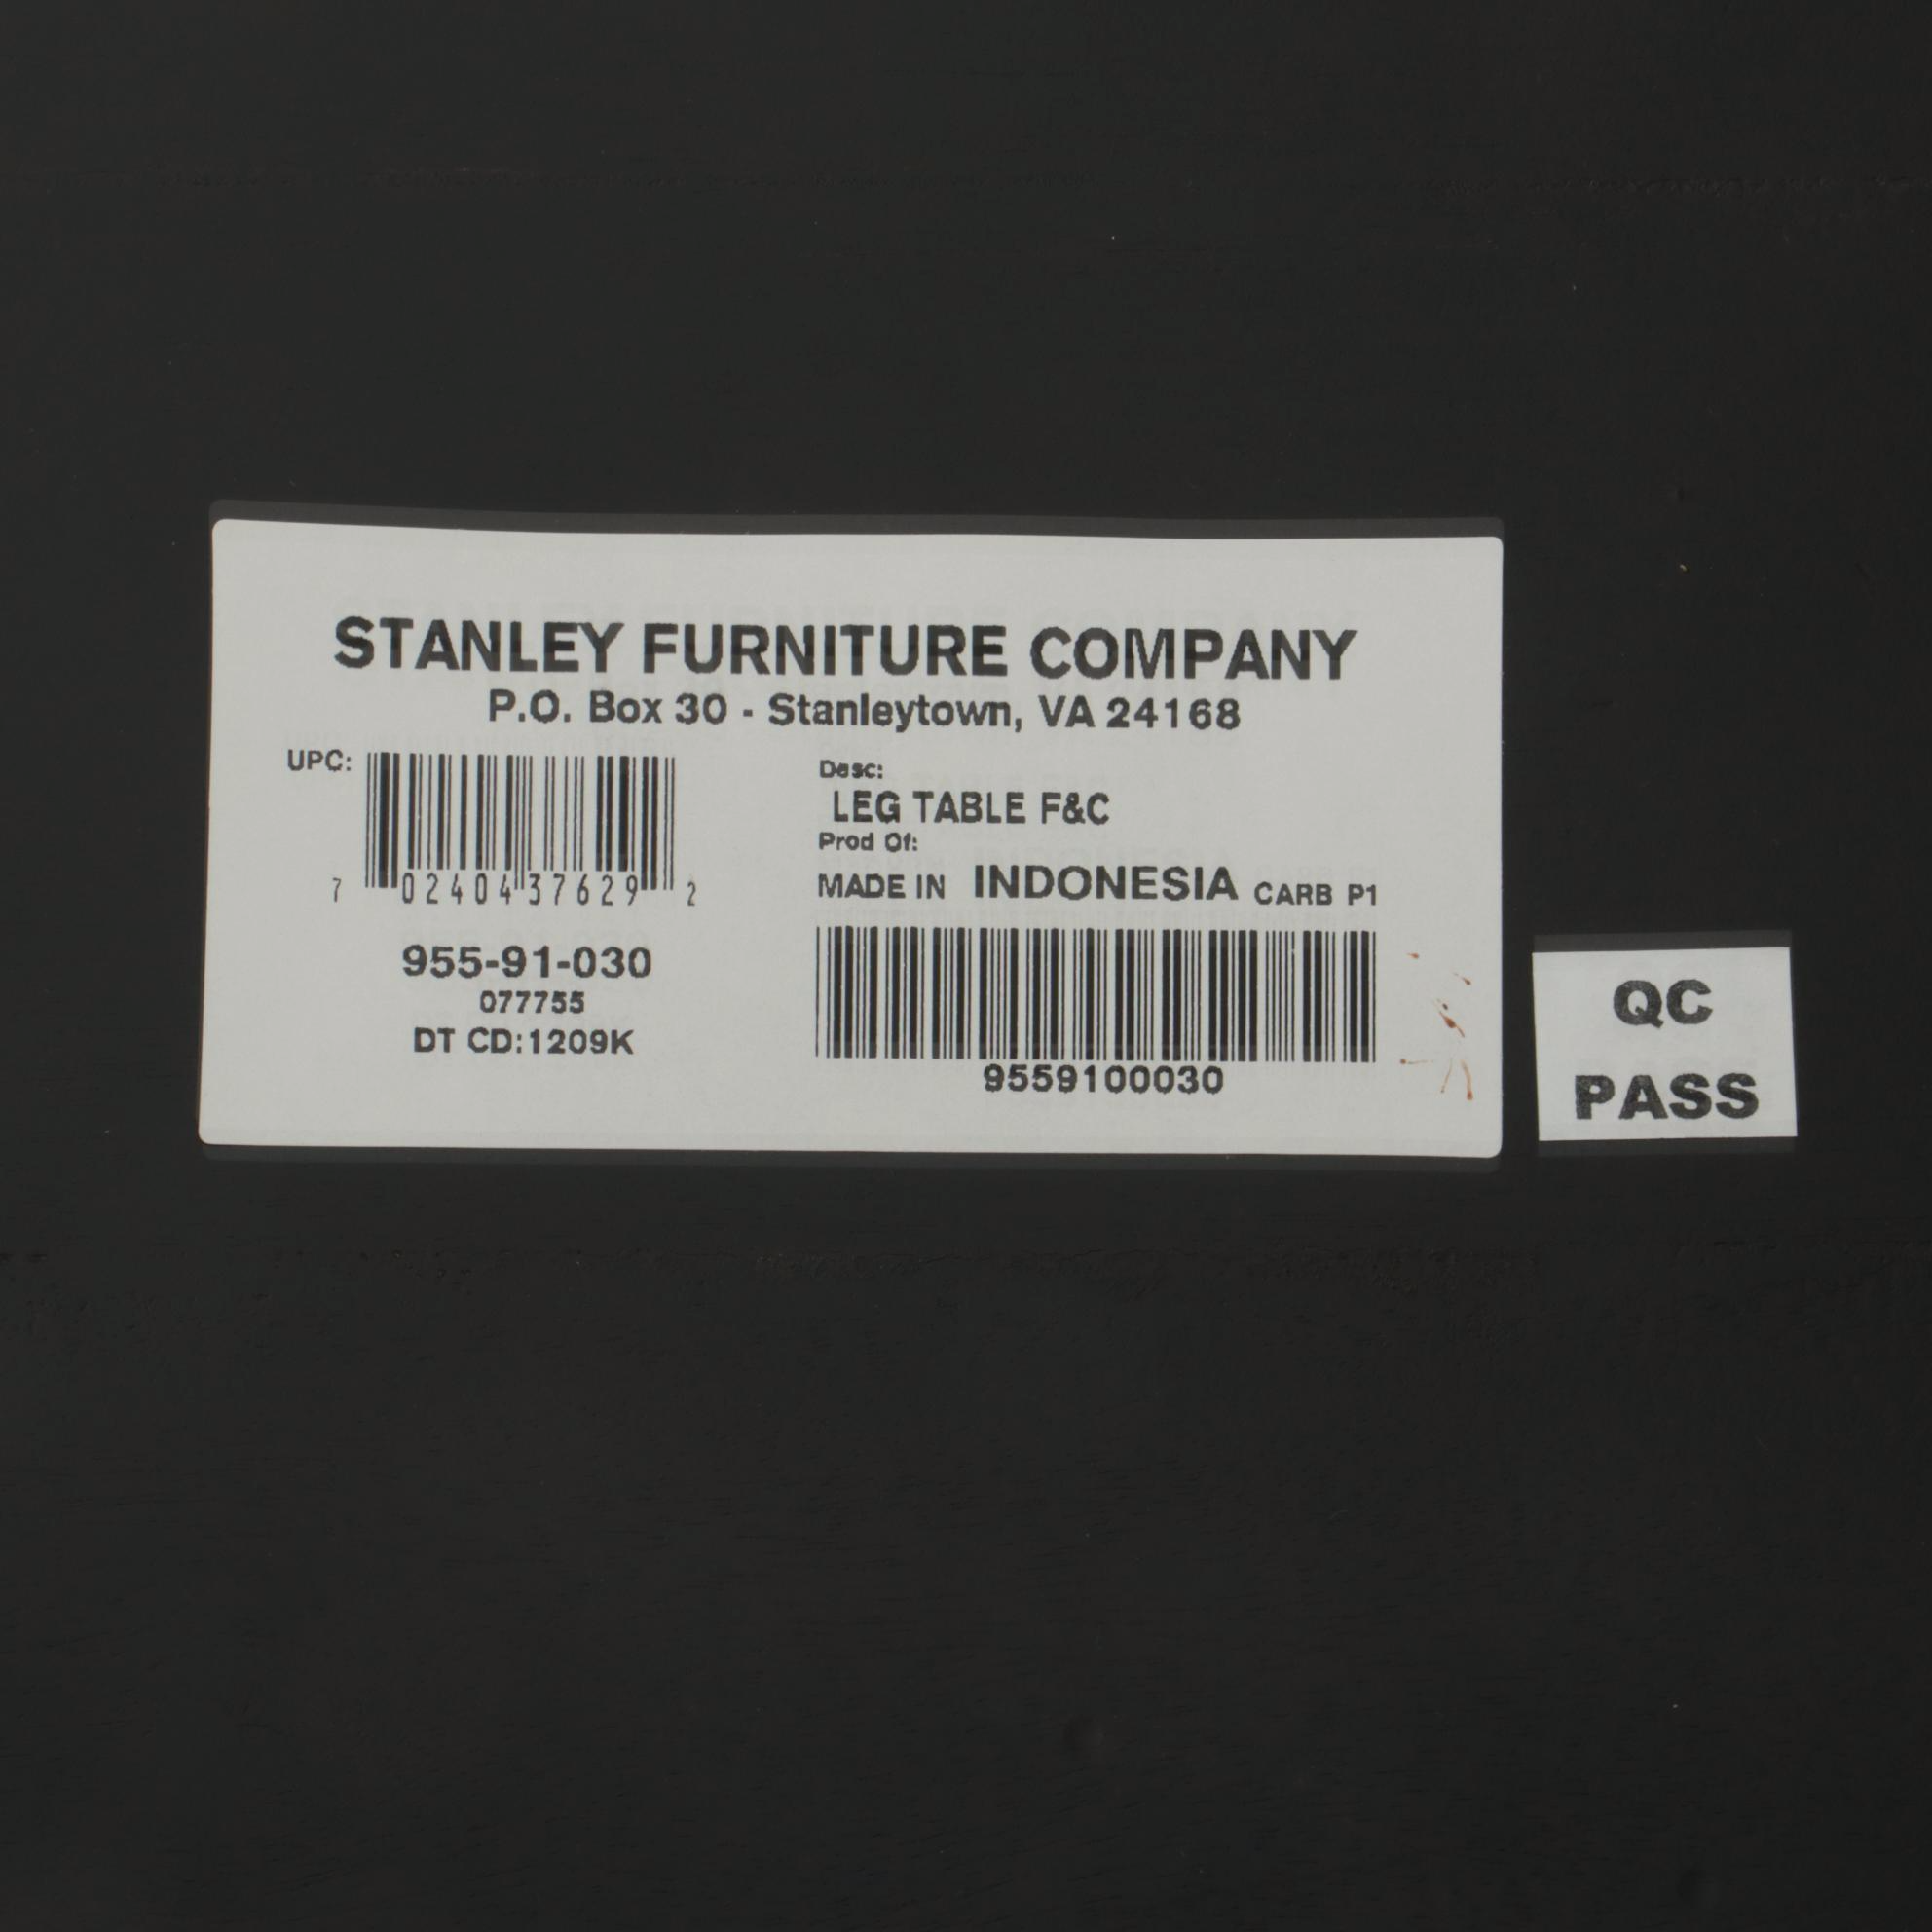 STANLEY FURNITURE COMPANY
P.O. Box 30 - Stanleytown, VA 24168
UPC:
7 02404 37629 2
955-91-030
077755
DT CD:1209K
Desc:
LEG TABLE F&C
Prod Of:
MADE IN INDONESIA CARB P1
9559100030
QC
PASS